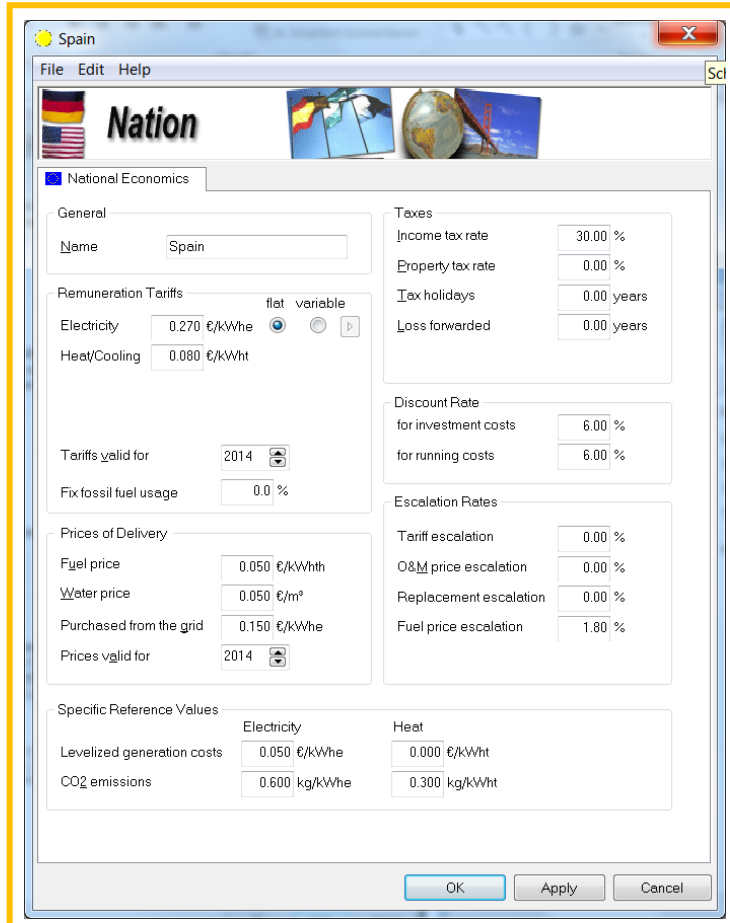 Spain
X
File Edit Help
Sch
Nation
National Economics
General
Name Spain
Remuneration Tariffs
flat variable
Electricity 0.270 €/kWhe
Heat/Cooling 0.080 €/kWht
Tariffs valid for 2014
Fix fossil fuel usage 0.0 %
Prices of Delivery
Fuel price 0.050 €/kWhth
Water price 0.050 €/m³
Purchased from the grid 0.150 €/kWhe
Prices valid for 2014
Taxes
Income tax rate 30.00 %
Property tax rate 0.00 %
Tax holidays 0.00 years
Loss forwarded 0.00 years
Discount Rate
for investment costs 6.00 %
for running costs 6.00 %
Escalation Rates
Tariff escalation 0.00 %
O&M price escalation 0.00 %
Replacement escalation 0.00 %
Fuel price escalation 1.80 %
Specific Reference Values
Electricity Heat
Levelized generation costs 0.050 €/kWhe 0.000 €/kWht
CO2 emissions 0.600 kg/kWhe 0.300 kg/kWht
OK Apply Cancel